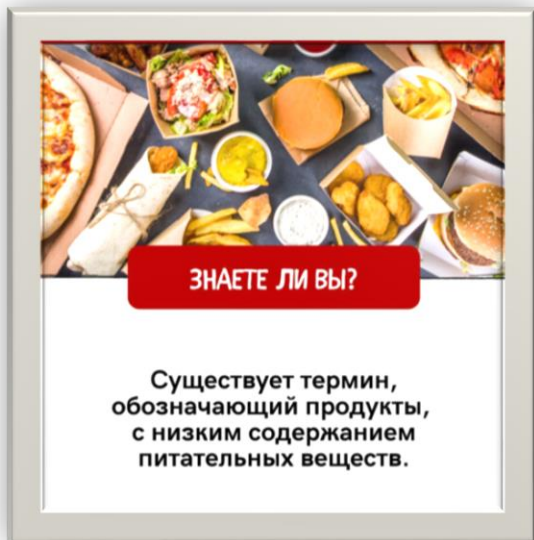 ЗНАЕТЕ ЛИ ВЫ?
Существует термин,
обозначающий продукты,
с низким содержанием
питательных веществ.